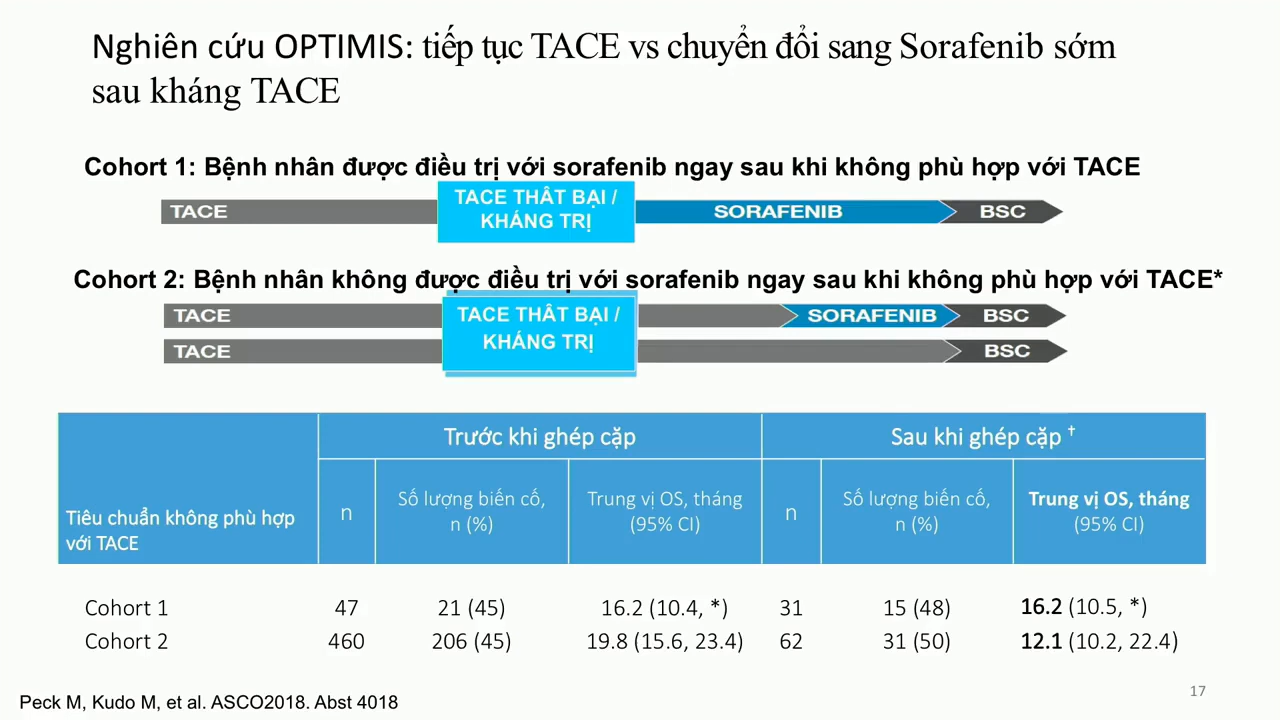 Nghiên cứu OPTIMIS: tiếp tục TACE vs chuyển đổi sang Sorafenib sớm
sau kháng TACE
Cohort 1: Bệnh nhân được điều trị với sorafenib ngay sau khi không phù hợp với TACE
TACE
TACE THẤT BẠI /
KHÁNG TRỊ
SORAFENIB
BSC
Cohort 2: Bệnh nhân không được điều trị với sorafenib ngay sau khi không phù hợp với TACE*
TACE
TACE THẤT BẠI /
KHÁNG TRỊ
SORAFENIB
BSC
TACE
BSC
Trước khi ghép cặp
Sau khi ghép cặp †
Tiêu chuẩn không phù hợp
với TACE
n
Số lượng biến cố,
n (%)
Trung vị OS, tháng
(95% CI)
n
Số lượng biến cố,
n (%)
Trung vị OS, tháng
(95% CI)
Cohort 1 47 21 (45) 16.2 (10.4, *) 31 15 (48) 16.2 (10.5, *)
Cohort 2 460 206 (45) 19.8 (15.6, 23.4) 62 31 (50) 12.1 (10.2, 22.4)
Peck M, Kudo M, et al. ASCO2018. Abst 4018
17